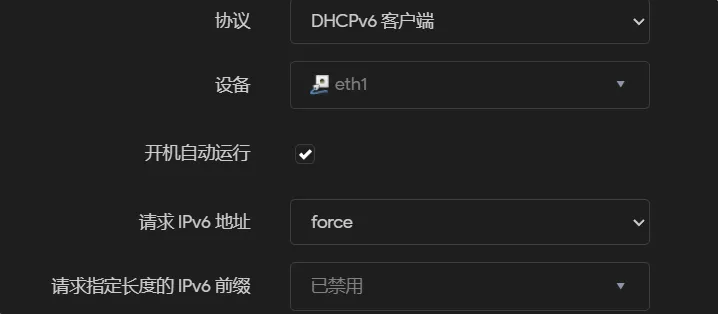 协议 DHCPv6 客户端
设备 eth1
开机自动运行
请求 IPv6 地址 force
请求指定长度的 IPv6 前缀 已禁用